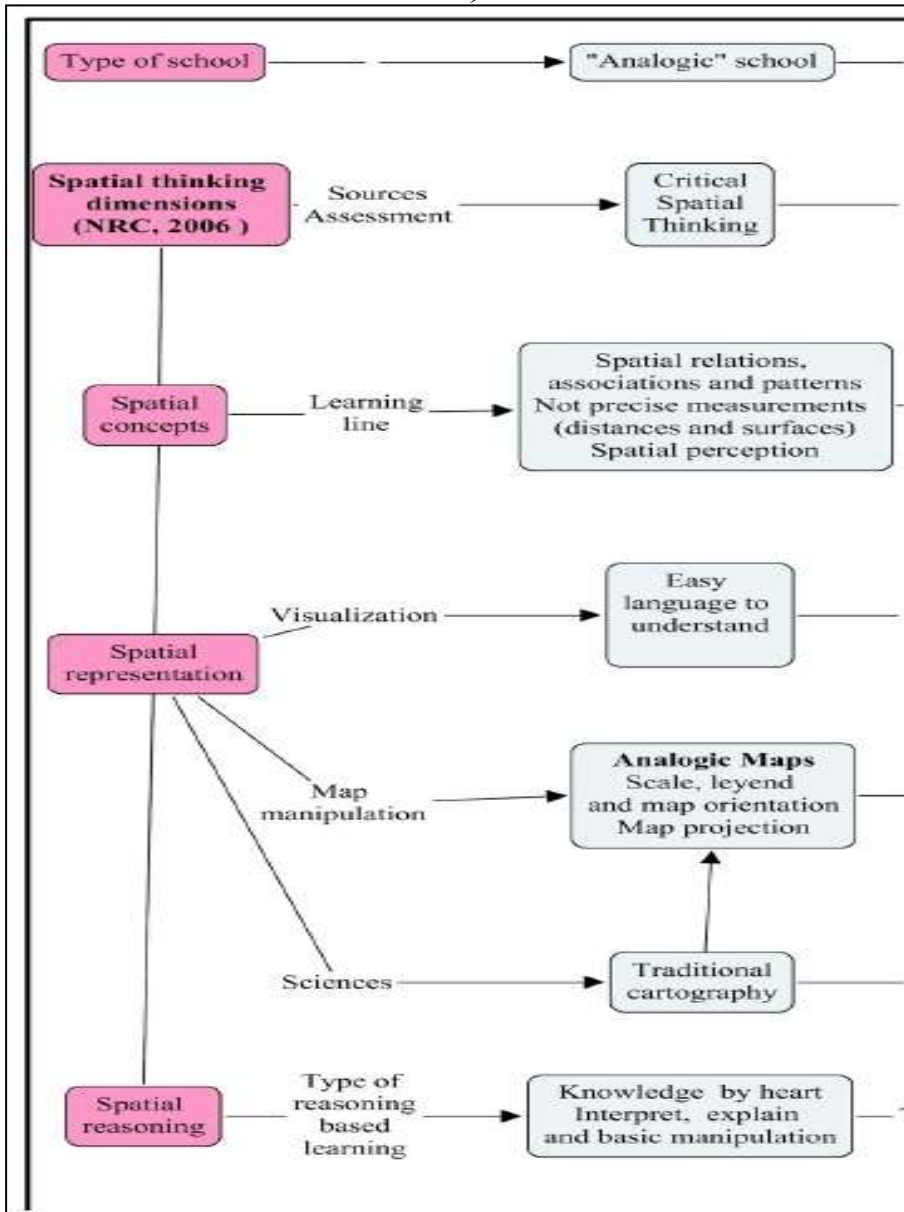 Type of school
"Analogic" school
Spatial thinking
dimensions
(NRC, 2006 )
Sources
Assessment
Critical
Spatial
Thinking
Spatial
concepts
Learning
line
Spatial relations,
associations and patterns
Not precise measurements
(distances and surfaces)
Spatial perception
Visualization
Easy
language to
understand
Spatial
representation
Map
manipulation
Analogic Maps
Scale, leyend
and map orientation
Map projection
Sciences
Traditional
cartography
Spatial
reasoning
Type of
reasoning
based
learning
Knowledge by heart
Interpret, explain
and basic manipulation